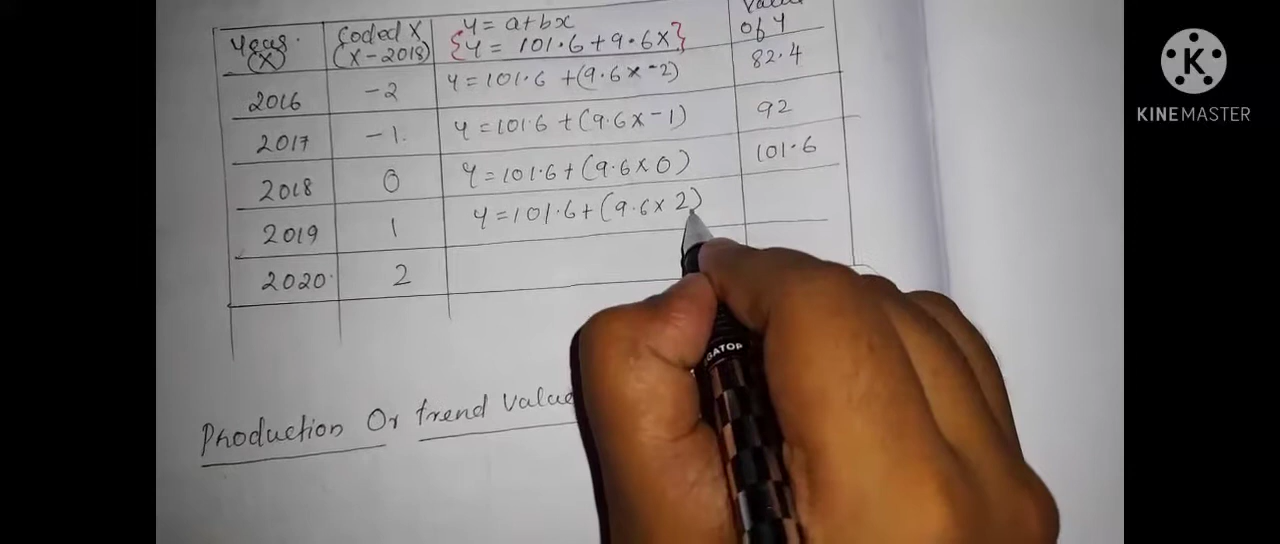 Year (X) Coded X (X-2018) Y = a+bx {Y = 101.6+9.6X} Value of Y
2016 -2 Y = 101.6 + (9.6 x -2) 82.4
2017 -1 Y = 101.6 + (9.6 x -1) 92
2018 0 Y = 101.6 + (9.6 x 0) 101.6
2019 1 Y = 101.6 + (9.6 x 2)
2020 2
Production Or trend value
GATOR
K
KINEMASTER